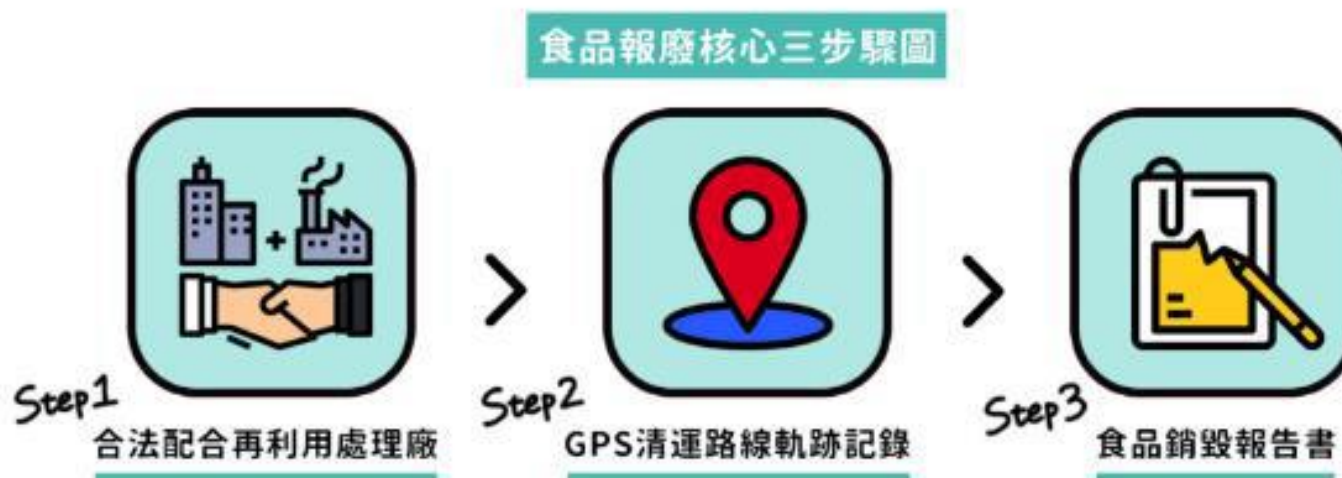 食品報廢核心三步驟圖
Step1
合法配合再利用處理廠
Step2
GPS清運路線軌跡記錄
Step3
食品銷毀報告書